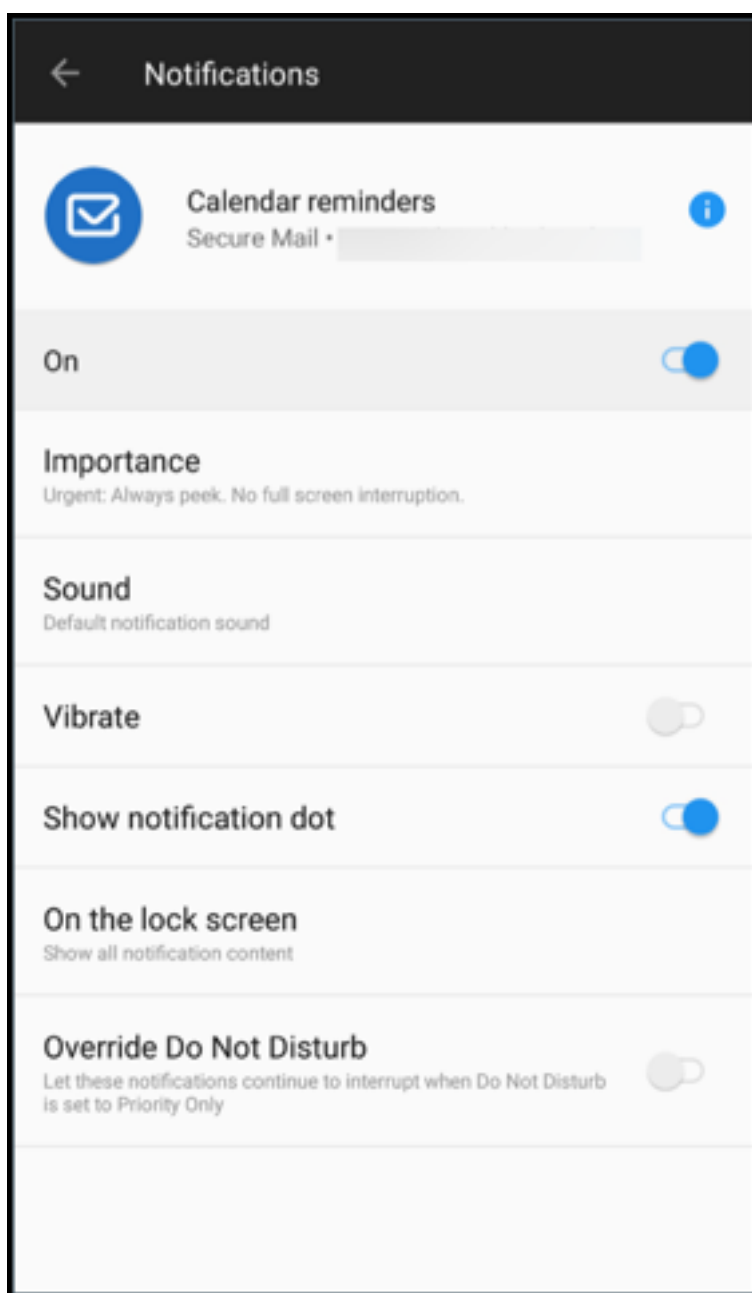 Notifications
Calendar reminders
Secure Mail •
On
Importance
Urgent: Always peek. No full screen interruption.
Sound
Default notification sound
Vibrate
Show notification dot
On the lock screen
Show all notification content
Override Do Not Disturb
Let these notifications continue to interrupt when Do Not Disturb
is set to Priority Only